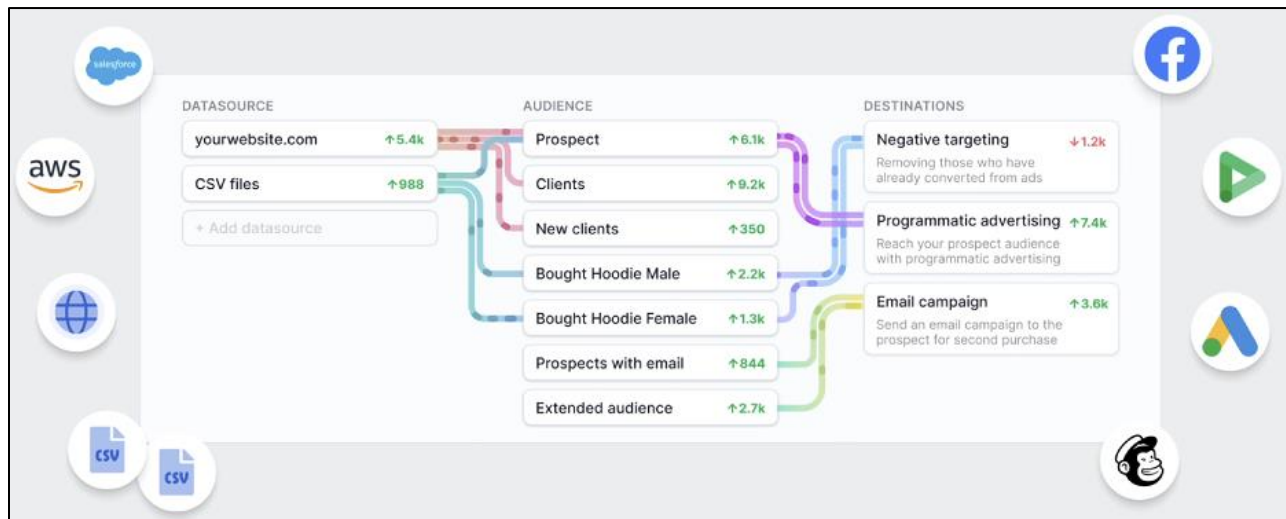 salesforce
aws
CSV
CSV
DATASOURCE
yourwebsite.com ↑5.4k
CSV files ↑988
+ Add datasource
AUDIENCE
Prospect ↑6.1k
Clients ↑9.2k
New clients ↑350
Bought Hoodie Male ↑2.2k
Bought Hoodie Female ↑1.3k
Prospects with email ↑844
Extended audience ↑2.7k
DESTINATIONS
Negative targeting ↓1.2k
Removing those who have
already converted from ads
Programmatic advertising ↑7.4k
Reach your prospect audience
with programmatic advertising
Email campaign ↑3.6k
Send an email campaign to the
prospect for second purchase